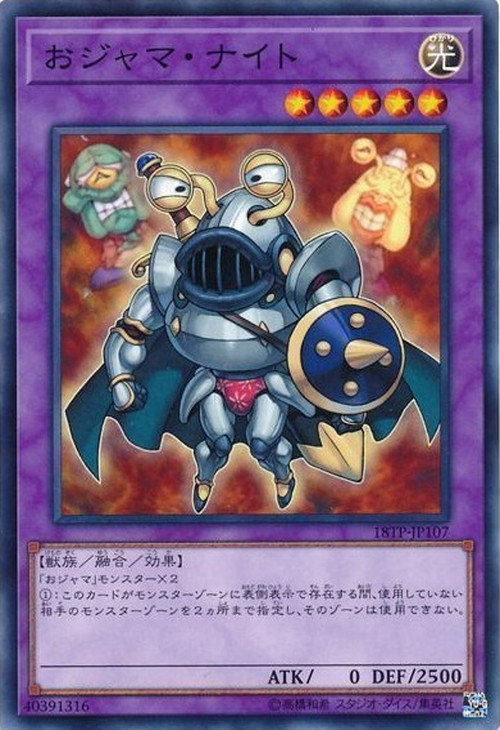 おジャマ・ナイト
光
18TP-JP107
【獣族／融合／効果】
「おジャマ」モンスター×2
①：このカードがモンスターゾーンに表側表示で存在する間、使用していない
相手のモンスターゾーンを2ヵ所まで指定し、そのゾーンは使用できない。
ATK/ 0 DEF/2500
40391316
©高橋和希 スタジオ・ダイス/集英社